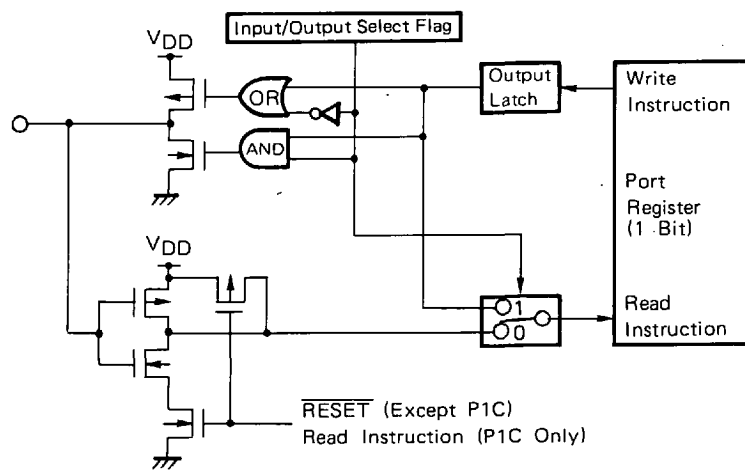 Input/Output Select Flag
VDD
OR
Output
Latch
Write
Instruction
AND
Port
Register
(1 Bit)
VDD
1
0
Read
Instruction
RESET (Except P1C)
Read Instruction (P1C Only)